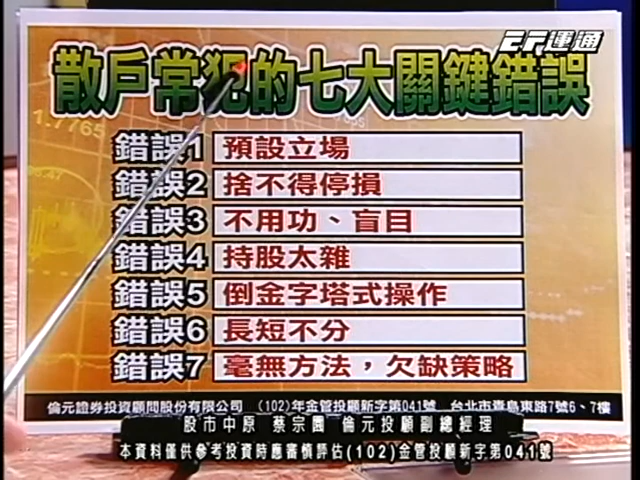 EFT運通
散戶常犯的七大關鍵錯誤
1.7765
錯誤1 預設立場
錯誤2 捨不得停損
錯誤3 不用功、盲目
錯誤4 持股太雜
錯誤5 倒金字塔式操作
錯誤6 長短不分
錯誤7 毫無方法，欠缺策略
倫元證券投資顧問股份有限公司 (102)年金管投顧新字第041號 台北市青島東路7號6、7樓
股市中原 蔡宗園 倫元投顧副總經理
本資料僅供參考投資時應審慎評估(102)金管投顧新字第041號